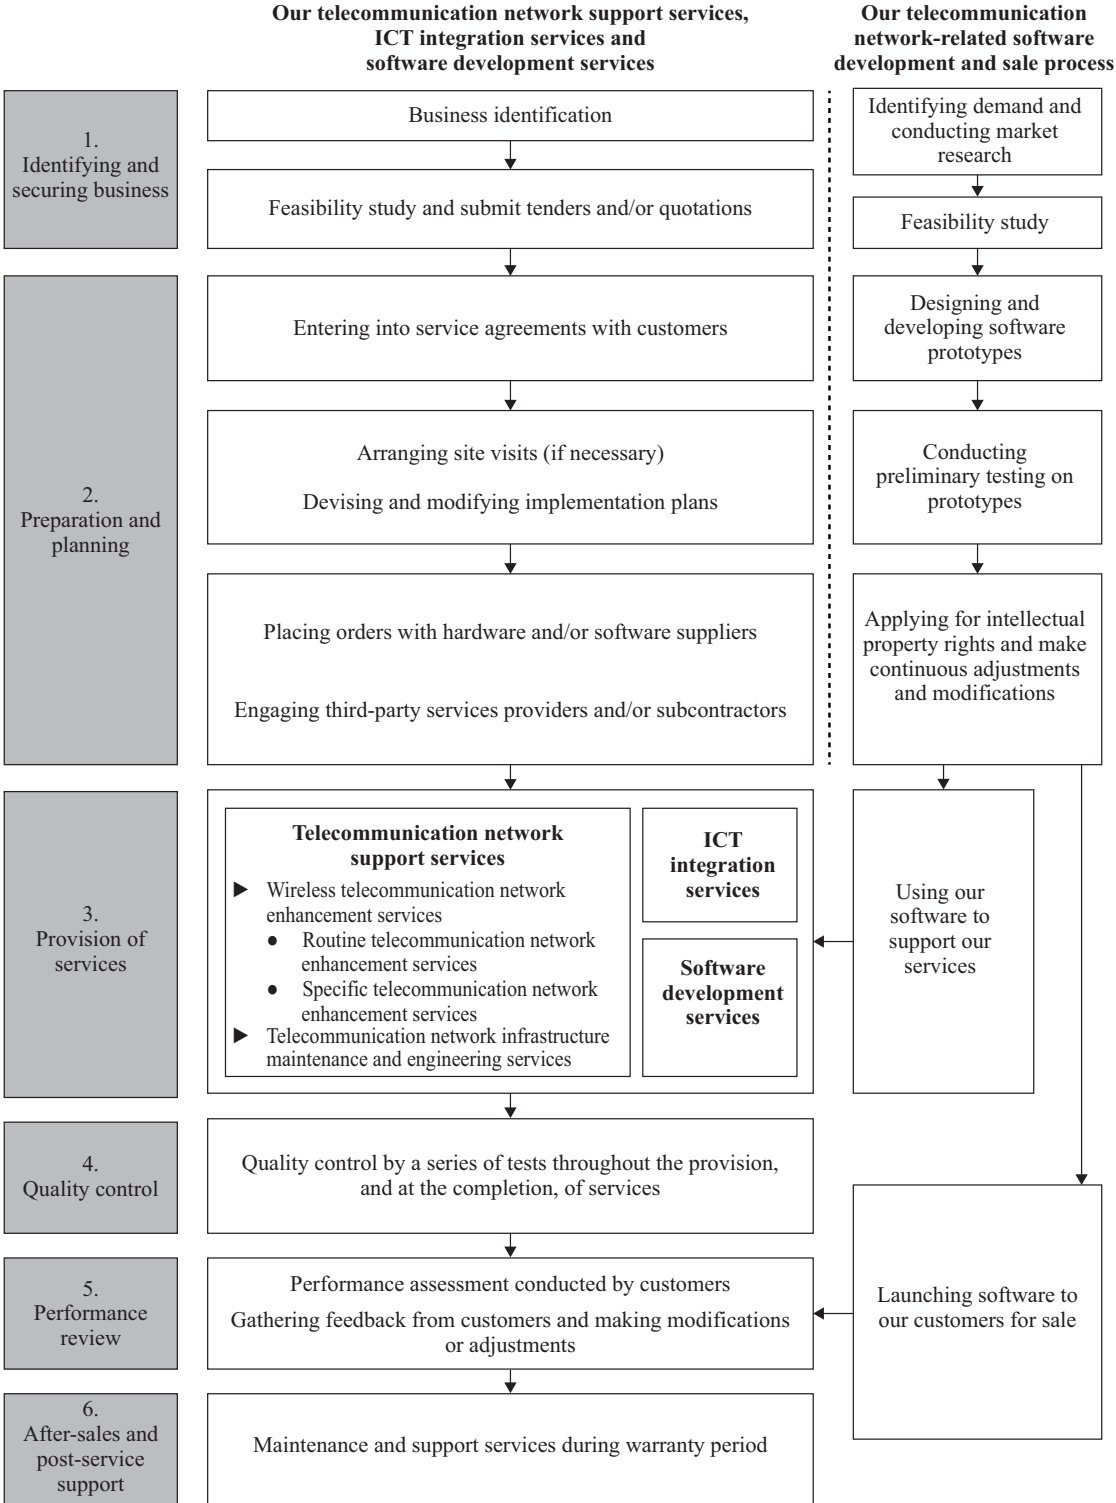 Our telecommunication network support services,
ICT integration services and
software development services
Our telecommunication
network-related software
development and sale process
1.
Identifying and
securing business
Business identification
Feasibility study and submit tenders and/or quotations
Identifying demand and
conducting market
research
Feasibility study
2.
Preparation and
planning
Entering into service agreements with customers
Arranging site visits (if necessary)
Devising and modifying implementation plans
Placing orders with hardware and/or software suppliers
Engaging third-party services providers and/or subcontractors
Designing and
developing software
prototypes
Conducting
preliminary testing on
prototypes
Applying for intellectual
property rights and make
continuous adjustments
and modifications
3.
Provision of
services
Telecommunication network
support services
► Wireless telecommunication network
enhancement services
● Routine telecommunication network
enhancement services
● Specific telecommunication network
enhancement services
► Telecommunication network infrastructure
maintenance and engineering services
ICT
integration
services
Software
development
services
Using our
software to
support our
services
4.
Quality control
Quality control by a series of tests throughout the provision,
and at the completion, of services
5.
Performance
review
Performance assessment conducted by customers
Gathering feedback from customers and making modifications
or adjustments
Launching software to
our customers for sale
6.
After-sales and
post-service
support
Maintenance and support services during warranty period